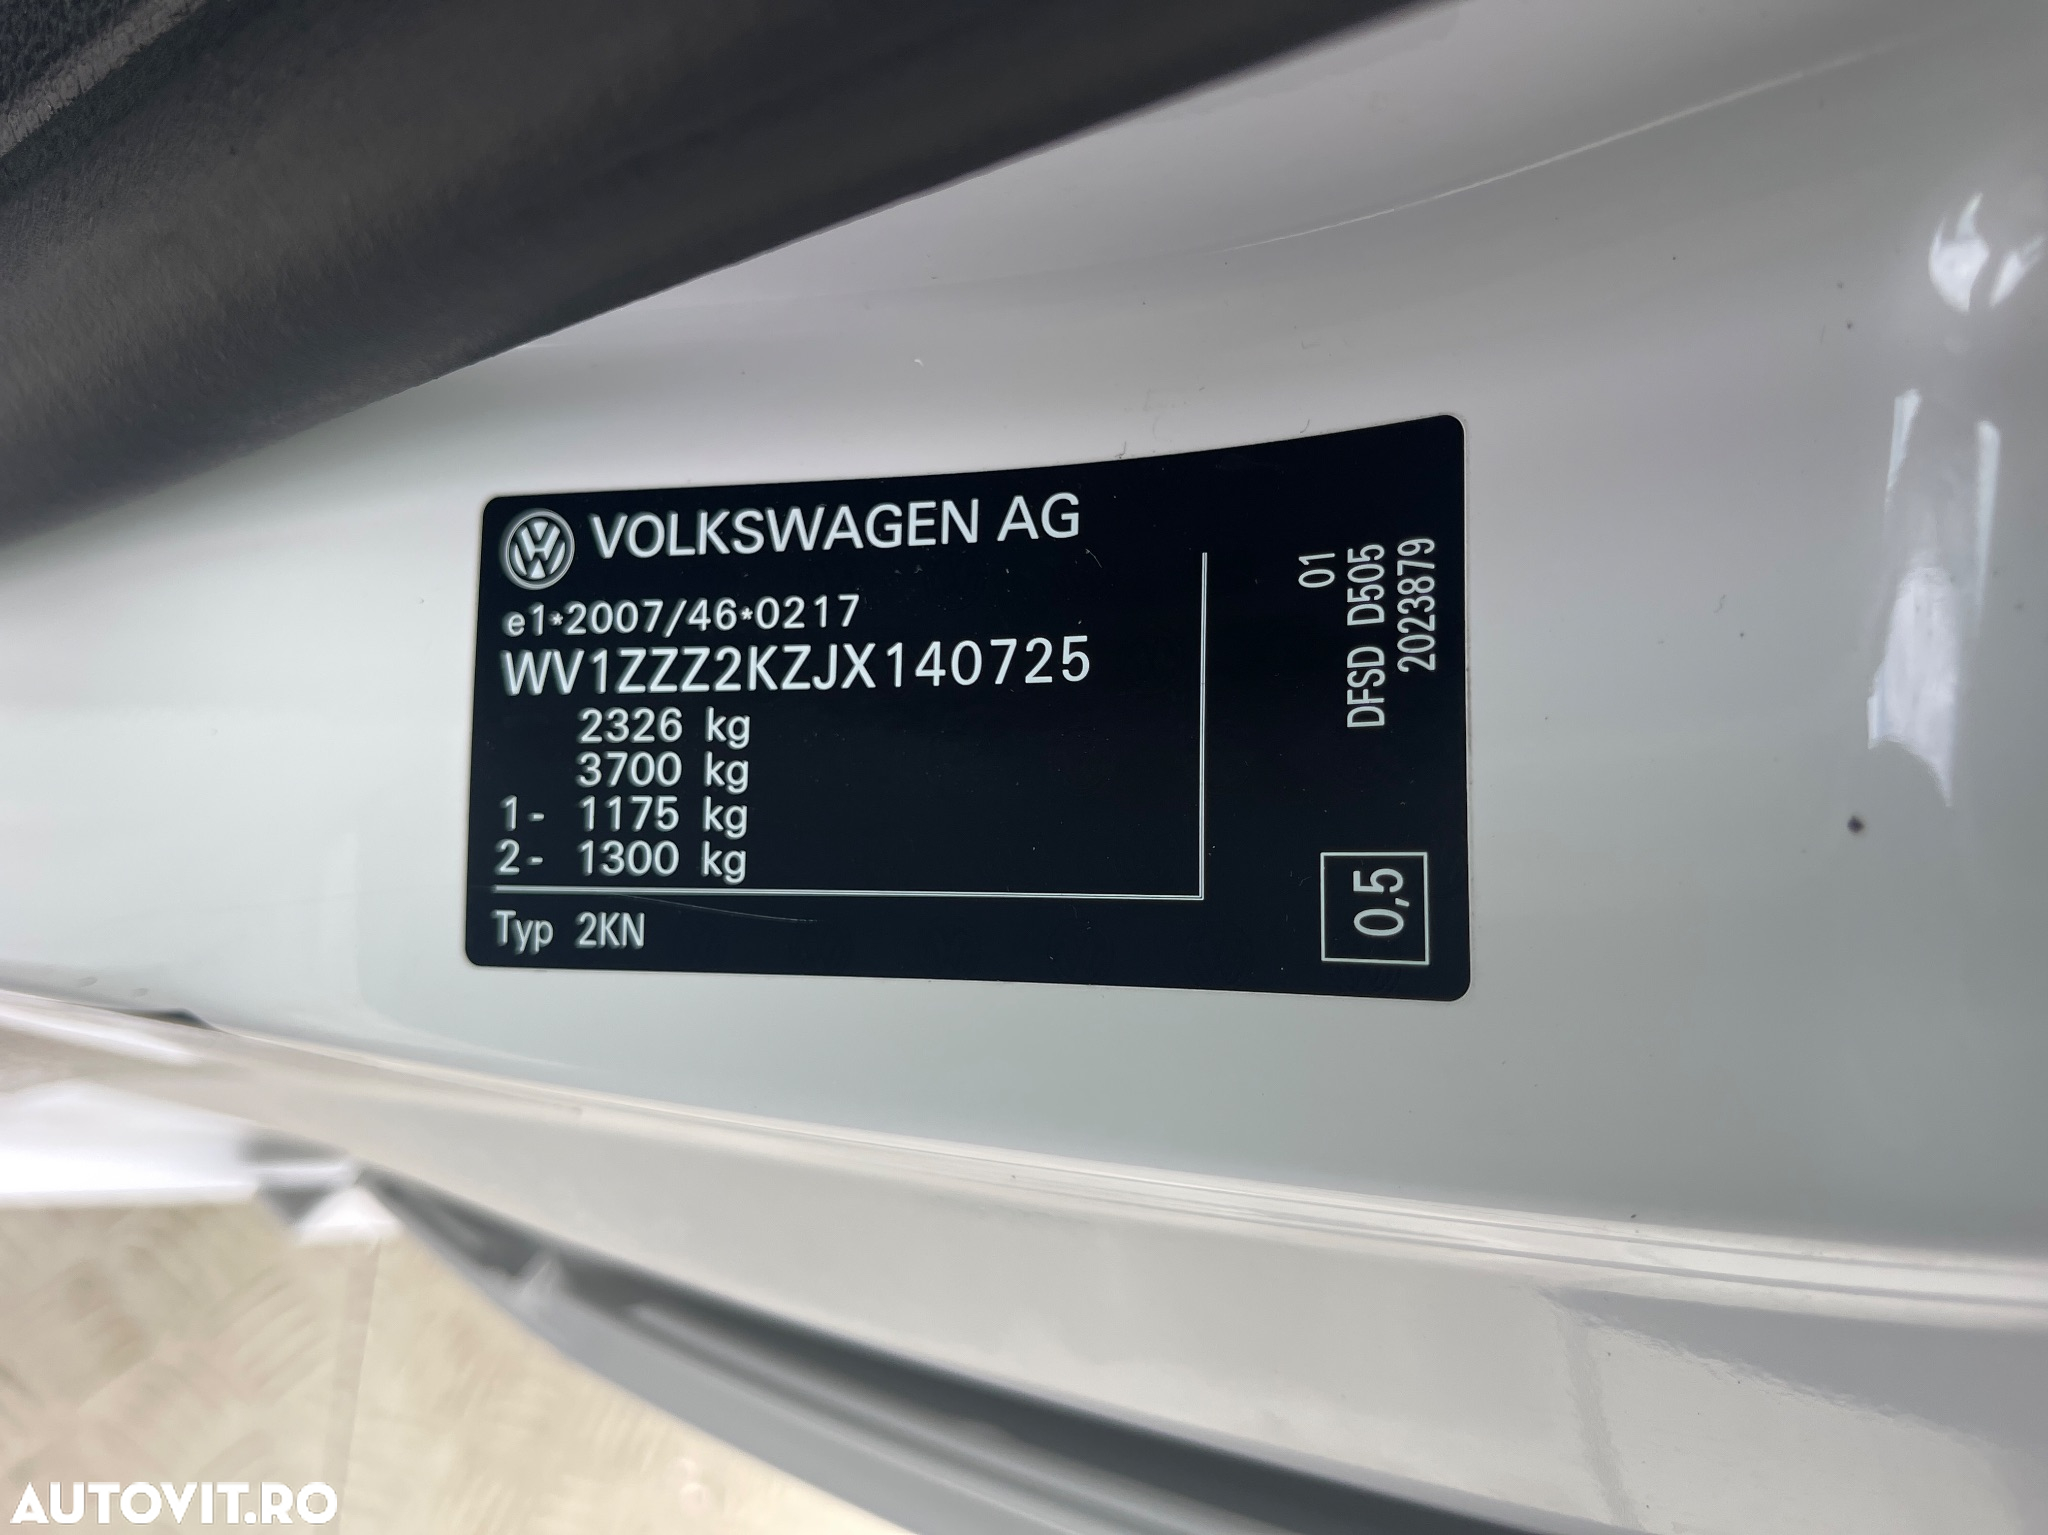 VOLKSWAGEN AG
e1*2007/46*0217
WV1ZZZ2KZJX140725
2326 kg
3700 kg
1- 1175 kg
2- 1300 kg
Typ 2KN
01
DFSD D505
2023879
0,5
AUTOVIT.RO